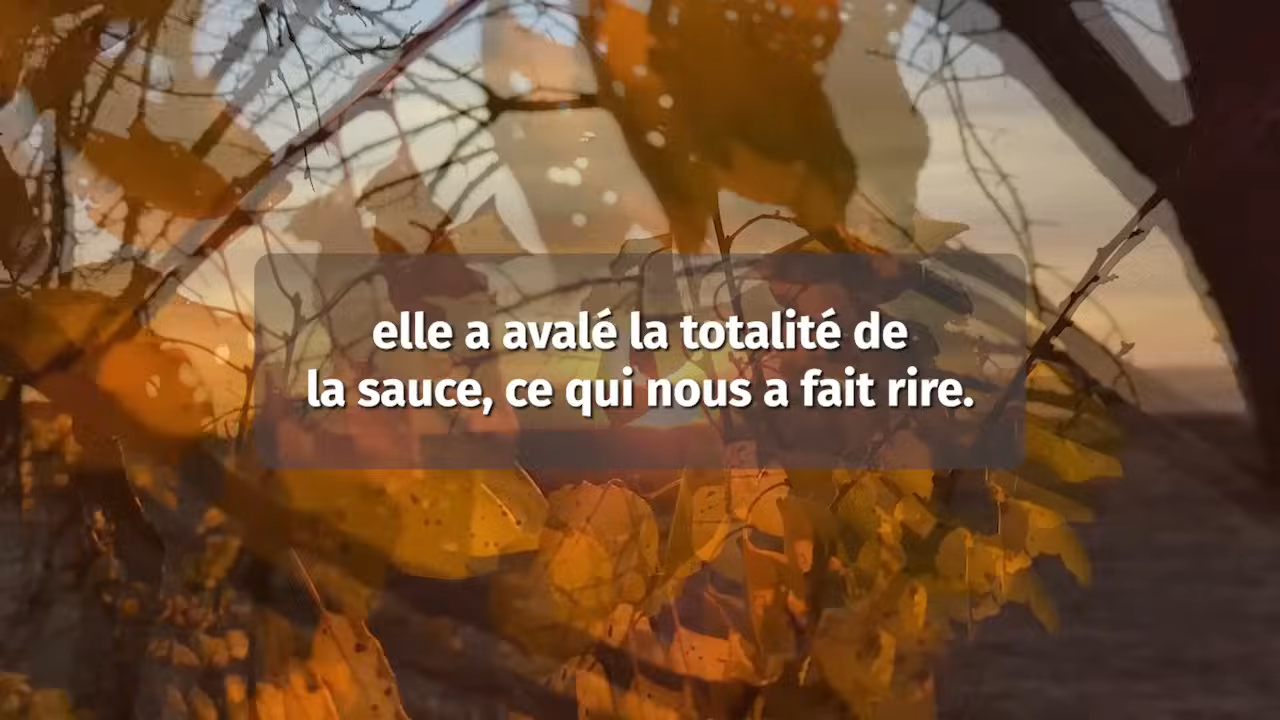 elle a avalé la totalité de
la sauce, ce qui nous a fait rire.